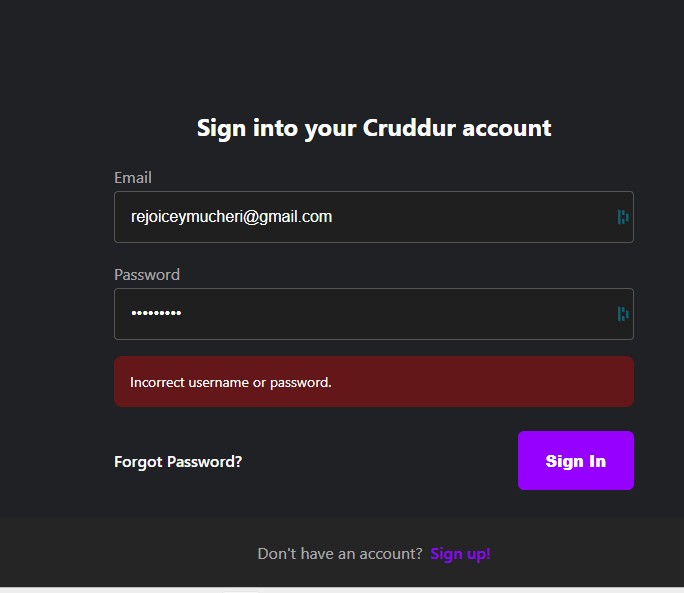 Sign into your Cruddur account
Email
rejoiceymucheri@gmail.com
Password
•••••••••
Incorrect username or password.
Forgot Password?
Sign In
Don't have an account? Sign up!